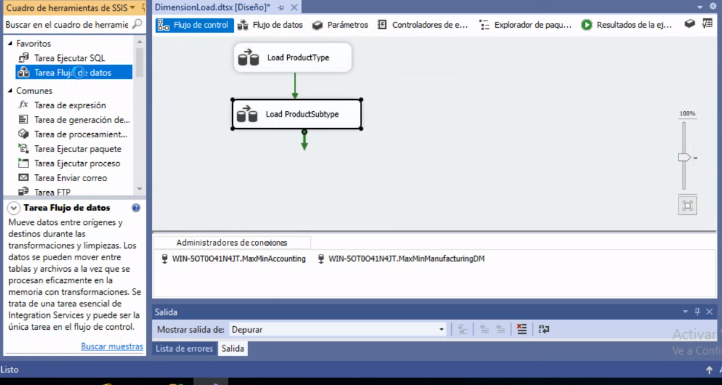 Cuadro de herramientas de SSIS
Buscar en el cuadro de herramie
Favoritos
Tarea Ejecutar SQL
Tarea Flujo de datos
Comunes
Tarea de expresión
Tarea de generación de...
Tarea de procesamient...
Tarea Ejecutar paquete
Tarea Ejecutar proceso
Tarea Enviar correo
Tarea FTP
Tarea Flujo de datos
Mueve datos entre orígenes y
destinos durante las
transformaciones y limpiezas. Los
datos se pueden mover entre
tablas y archivos a la vez que se
procesan eficazmente en la
memoria con transformaciones. Se
trata de una tarea esencial de
Integration Services y puede ser la
única tarea en el flujo de control.
Buscar muestras
DimensionLoad.dtsx [Diseño]*
Flujo de control
Flujo de datos
Parámetros
Controladores de e...
Explorador de paqu...
Resultados de la ej...
Load ProductType
Load ProductSubtype
100%
Administradores de conexiones
WIN-5OT0O41N4JT.MaxMinAccounting
WIN-5OT0O41N4JT.MaxMinManufacturingDM
Salida
Mostrar salida de: Depurar
Activar
Ve a Confi
Lista de errores Salida
Listo